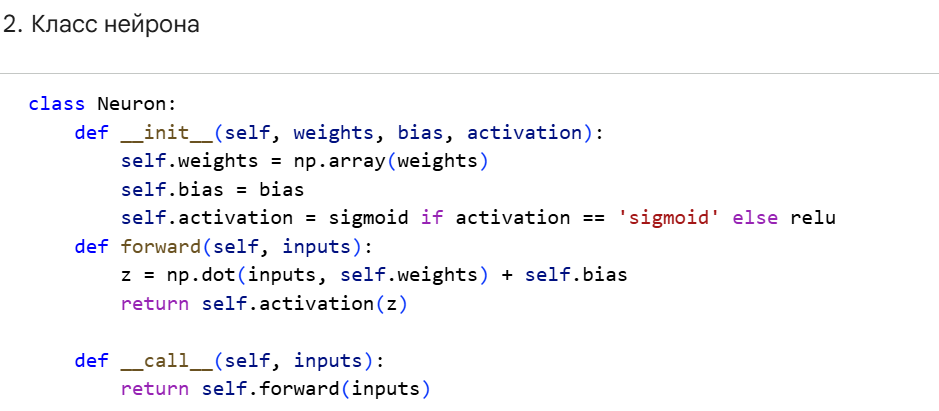 2. Класс нейрона
class Neuron:
    def __init__(self, weights, bias, activation):
        self.weights = np.array(weights)
        self.bias = bias
        self.activation = sigmoid if activation == 'sigmoid' else relu
    def forward(self, inputs):
        z = np.dot(inputs, self.weights) + self.bias
        return self.activation(z)
    def __call__(self, inputs):
        return self.forward(inputs)